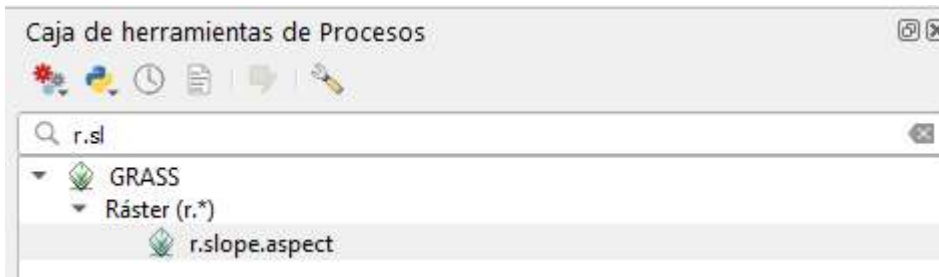 Caja de herramientas de Procesos
r.sl
GRASS
Ráster (r.*)
r.slope.aspect